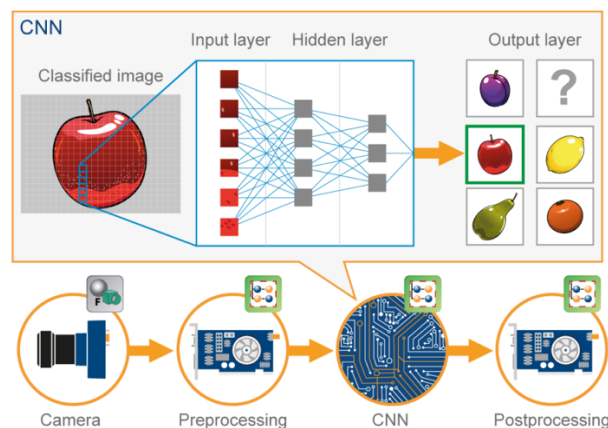 CNN
Input layer
Hidden layer
Output layer
Classified image
?
F
Camera
Preprocessing
CNN
Postprocessing